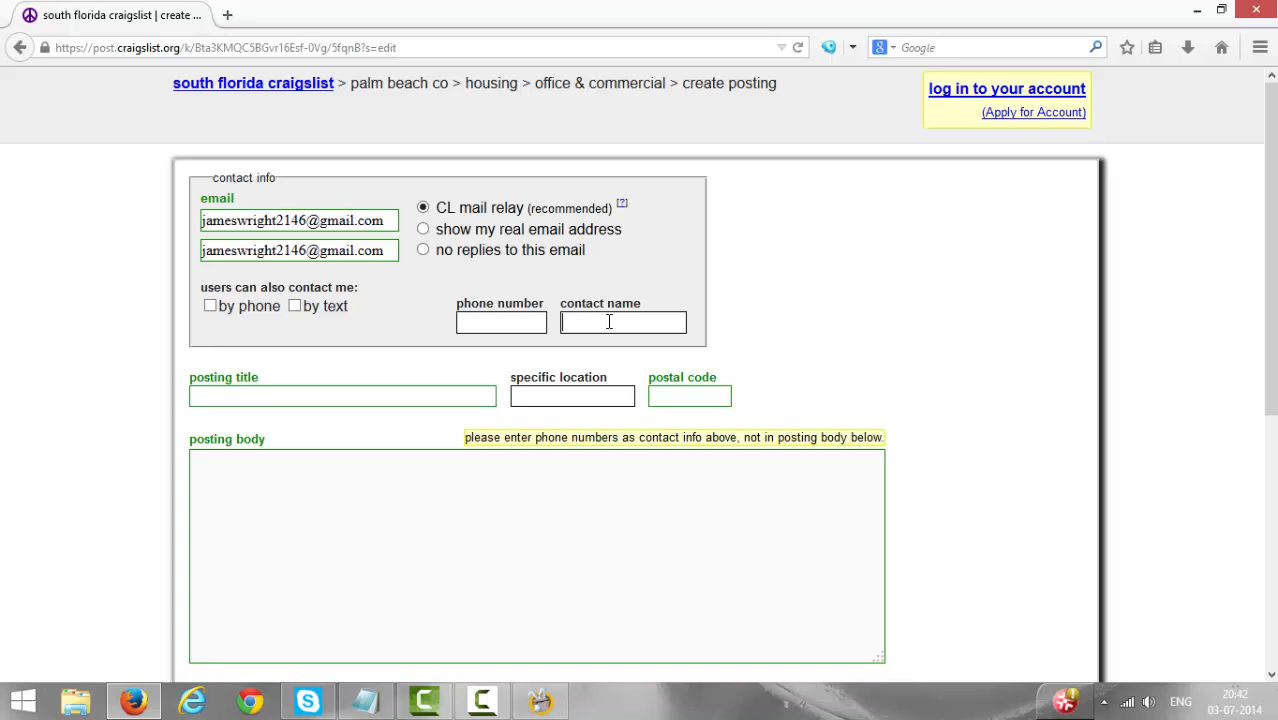 south florida craigslist | create ...
https://post.craigslist.org/k/Bta3KMQC5BGvr16Esf-0Vg/5fqnB?s=edit
Google
south florida craigslist > palm beach co > housing > office & commercial > create posting
log in to your account
(Apply for Account)
contact info
email
jameswright2146@gmail.com
jameswright2146@gmail.com
CL mail relay (recommended) [?]
show my real email address
no replies to this email
users can also contact me:
by phone by text
phone number contact name
posting title specific location postal code
posting body please enter phone numbers as contact info above, not in posting body below.
ENG
20:42
03-07-2014